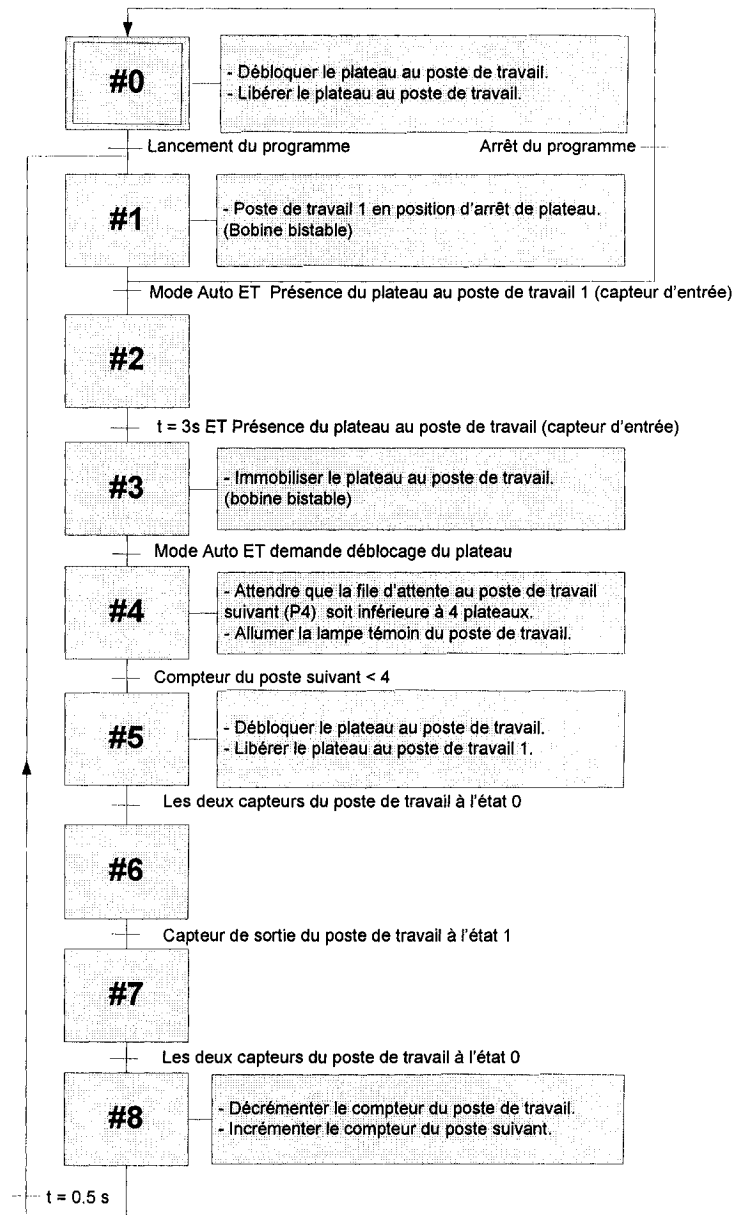 #0
- Débloquer le plateau au poste de travail.
- Libérer le plateau au poste de travail.
Lancement du programme
Arrêt du programme
#1
- Poste de travail 1 en position d'arrêt de plateau.
(Bobine bistable)
Mode Auto ET Présence du plateau au poste de travail 1 (capteur d'entrée)
#2
t = 3s ET Présence du plateau au poste de travail (capteur d'entrée)
#3
- Immobiliser le plateau au poste de travail.
(bobine bistable)
Mode Auto ET demande déblocage du plateau
#4
- Attendre que la file d'attente au poste de travail
suivant (P4) soit inférieure à 4 plateaux.
- Allumer la lampe témoin du poste de travail.
Compteur du poste suivant < 4
#5
- Débloquer le plateau au poste de travail.
- Libérer le plateau au poste de travail 1.
Les deux capteurs du poste de travail à l'état 0
#6
Capteur de sortie du poste de travail à l'état 1
#7
Les deux capteurs du poste de travail à l'état 0
#8
- Décrémenter le compteur du poste de travail.
- Incrémenter le compteur du poste suivant.
t = 0.5 s